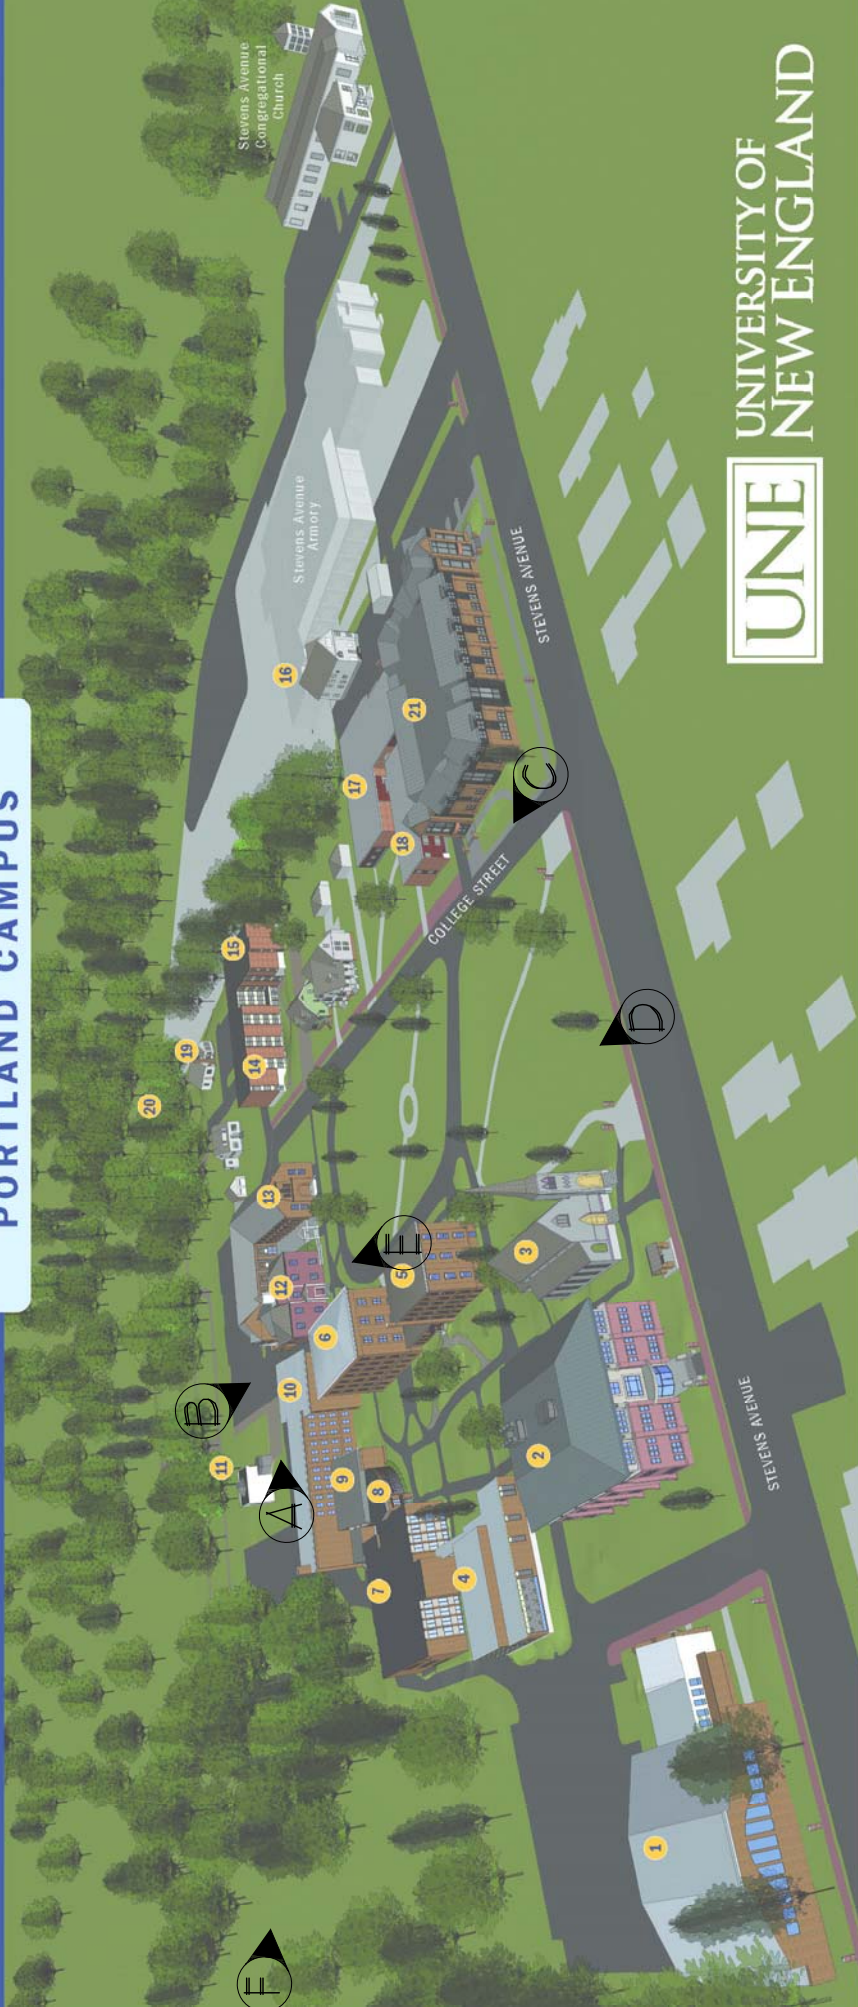 PORTLAND CAMPUS
Stevens Avenue
Congregational
Church
Stevens Avenue
Armory
16
21
17
18
15
14
19
20
13
12
11
10
6
5
3
9
8
7
4
2
1
COLLEGE STREET
STEVENS AVENUE
STEVENS AVENUE
A
B
C
D
E
F
UNE
UNIVERSITY OF
NEW ENGLAND